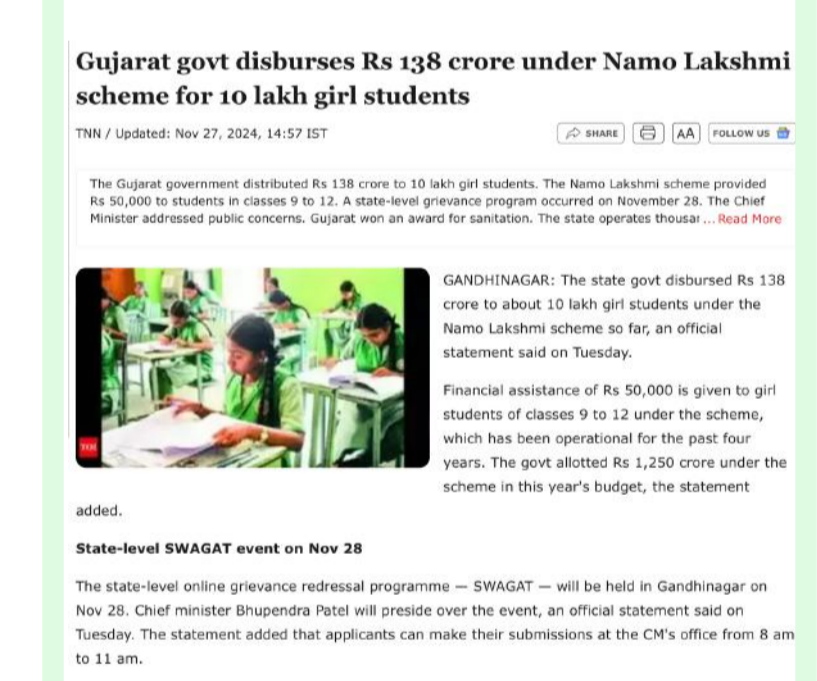 Gujarat govt disburses Rs 138 crore under Namo Lakshmi
scheme for 10 lakh girl students
TNN / Updated: Nov 27, 2024, 14:57 IST
SHARE
AA
FOLLOW US
The Gujarat government distributed Rs 138 crore to 10 lakh girl students. The Namo Lakshmi scheme provided
Rs 50,000 to students in classes 9 to 12. A state-level grievance program occurred on November 28. The Chief
Minister addressed public concerns. Gujarat won an award for sanitation. The state operates thousar ... Read More
TOI
GANDHINAGAR: The state govt disbursed Rs 138
crore to about 10 lakh girl students under the
Namo Lakshmi scheme so far, an official
statement said on Tuesday.
Financial assistance of Rs 50,000 is given to girl
students of classes 9 to 12 under the scheme,
which has been operational for the past four
years. The govt allotted Rs 1,250 crore under the
scheme in this year's budget, the statement
added.
State-level SWAGAT event on Nov 28
The state-level online grievance redressal programme — SWAGAT — will be held in Gandhinagar on
Nov 28. Chief minister Bhupendra Patel will preside over the event, an official statement said on
Tuesday. The statement added that applicants can make their submissions at the CM's office from 8 am
to 11 am.